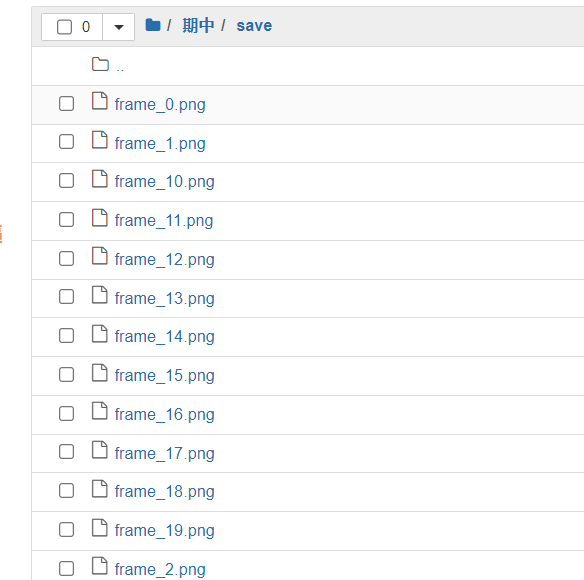 0 / 期中 / save
..
frame_0.png
frame_1.png
frame_10.png
frame_11.png
frame_12.png
frame_13.png
frame_14.png
frame_15.png
frame_16.png
frame_17.png
frame_18.png
frame_19.png
frame_2.png